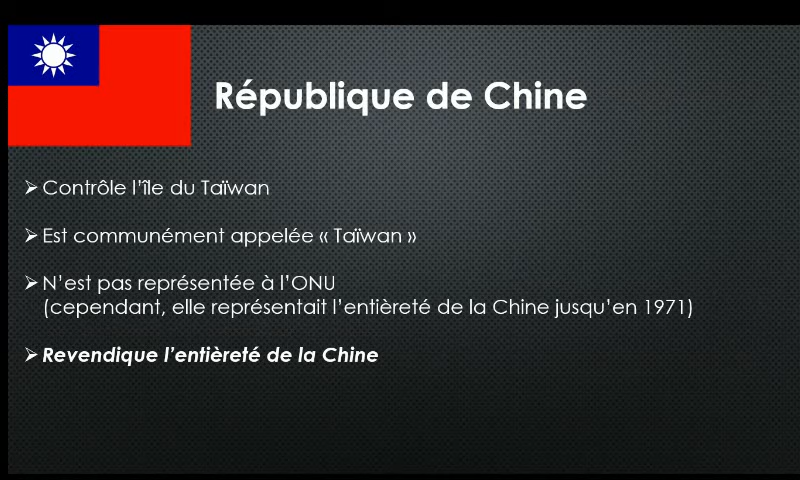 République de Chine
➢ Contrôle l'île du Taïwan
➢ Est communément appelée « Taïwan »
➢ N'est pas représentée à l'ONU
(cependant, elle représentait l'entièreté de la Chine jusqu'en 1971)
➢ Revendique l'entièreté de la Chine